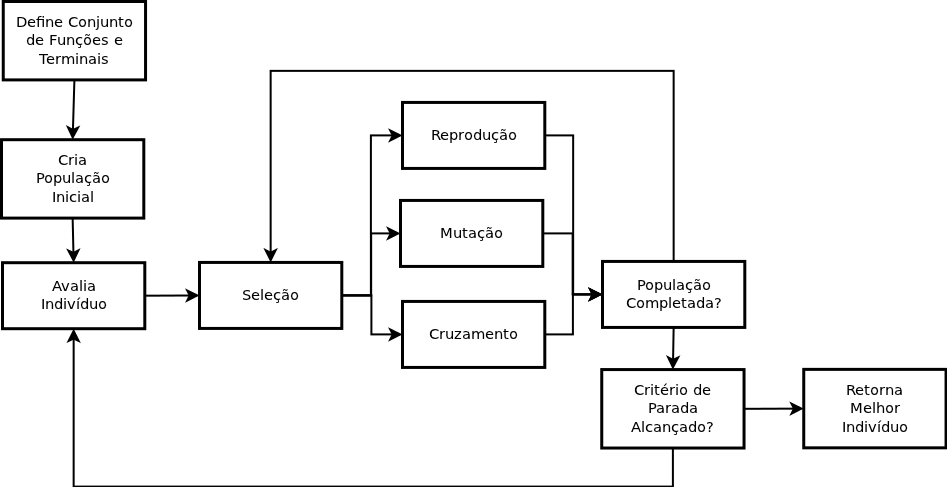 Define Conjunto
de Funções e
Terminais
Cria
População
Inicial
Avalia
Indivíduo
Seleção
Reprodução
Mutação
Cruzamento
População
Completada?
Critério de
Parada
Alcançado?
Retorna
Melhor
Indivíduo